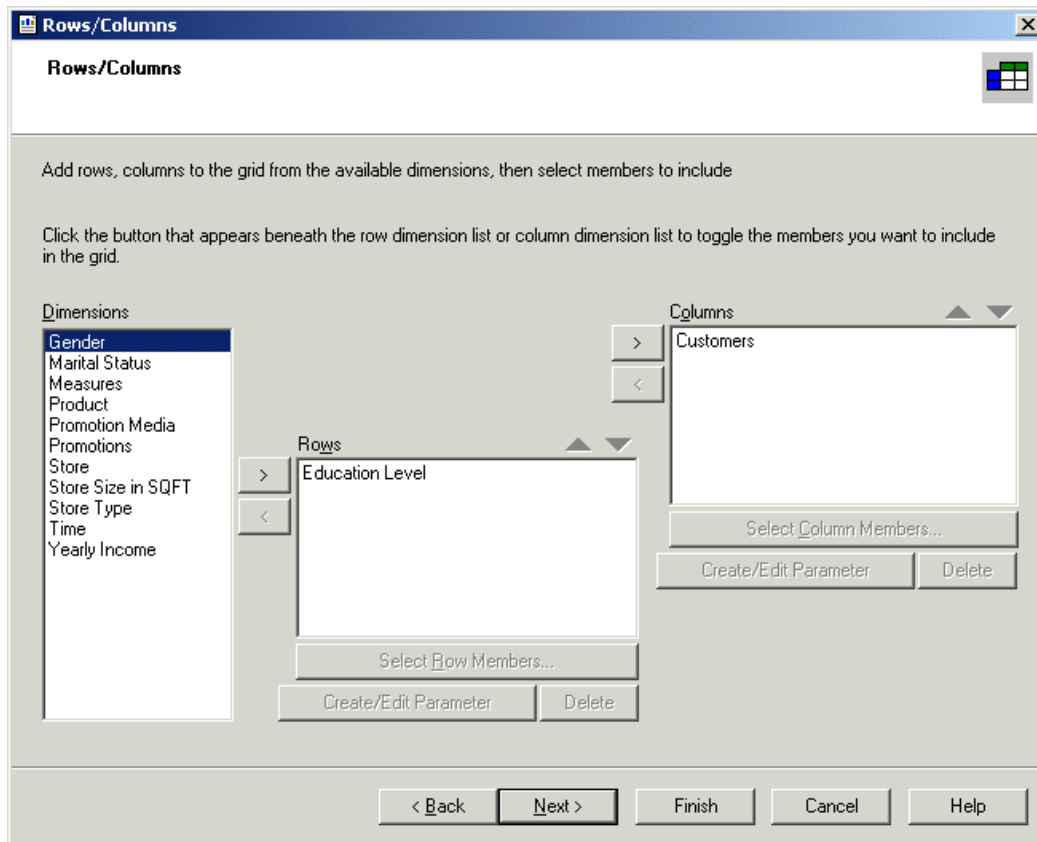 Rows/Columns
Rows/Columns
Add rows, columns to the grid from the available dimensions, then select members to include
Click the button that appears beneath the row dimension list or column dimension list to toggle the members you want to include
in the grid.
Dimensions
Gender
Marital Status
Measures
Product
Promotion Media
Promotions
Store
Store Size in SQFT
Store Type
Time
Yearly Income
>
<
Rows
Education Level
Select Row Members...
Create/Edit Parameter
Delete
>
<
Columns
Customers
Select Column Members...
Create/Edit Parameter
Delete
< Back
Next >
Finish
Cancel
Help